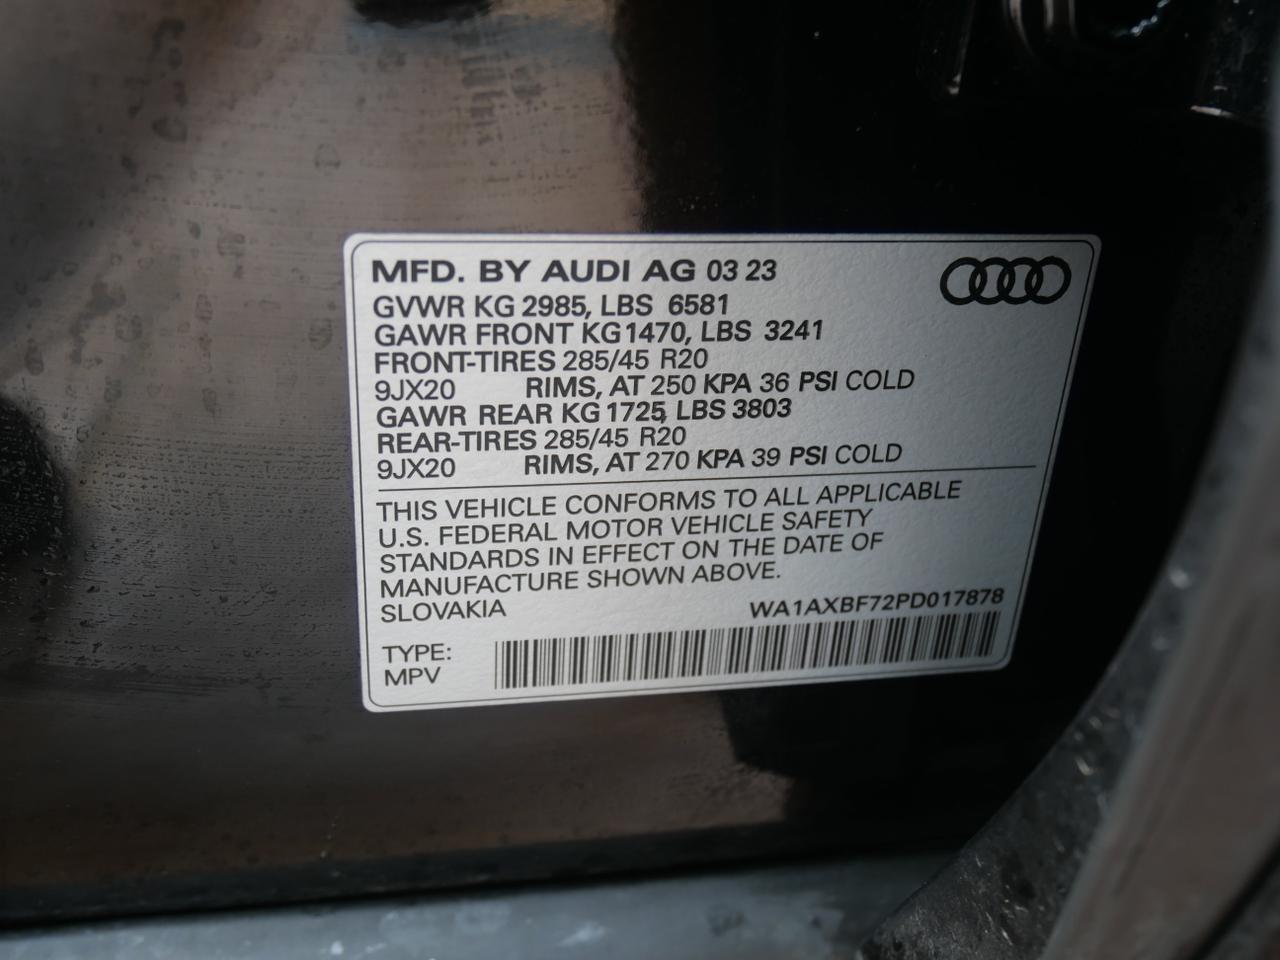 MFD. BY AUDI AG 03 23
GVWR KG 2985, LBS 6581
GAWR FRONT KG 1470, LBS 3241
FRONT-TIRES 285/45 R20
9JX20 RIMS, AT 250 KPA 36 PSI COLD
GAWR REAR KG 1725, LBS 3803
REAR-TIRES 285/45 R20
9JX20 RIMS, AT 270 KPA 39 PSI COLD
THIS VEHICLE CONFORMS TO ALL APPLICABLE
U.S. FEDERAL MOTOR VEHICLE SAFETY
STANDARDS IN EFFECT ON THE DATE OF
MANUFACTURE SHOWN ABOVE.
SLOVAKIA WA1AXBF72PD017878
TYPE:
MPV